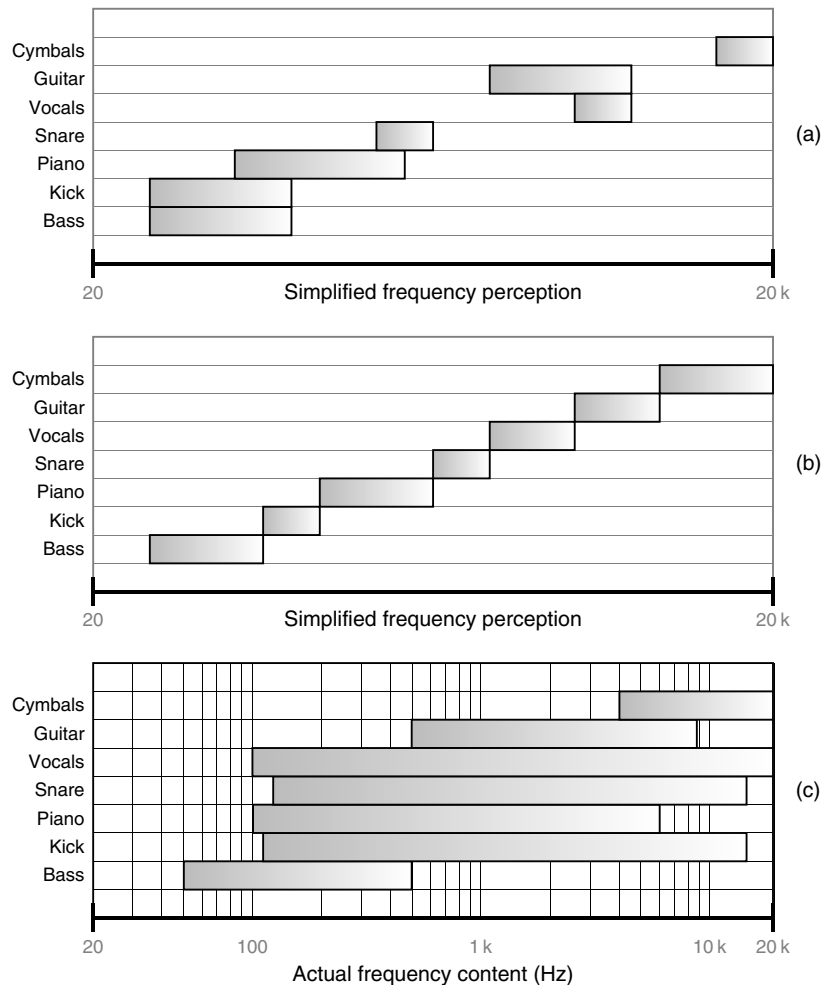 Cymbals
Guitar
Vocals
Snare
Piano
Kick
Bass
(a)
20
Simplified frequency perception
20 k
Cymbals
Guitar
Vocals
Snare
Piano
Kick
Bass
(b)
20
Simplified frequency perception
20 k
Cymbals
Guitar
Vocals
Snare
Piano
Kick
Bass
(c)
20 100 1 k 10 k 20 k
Actual frequency content (Hz)